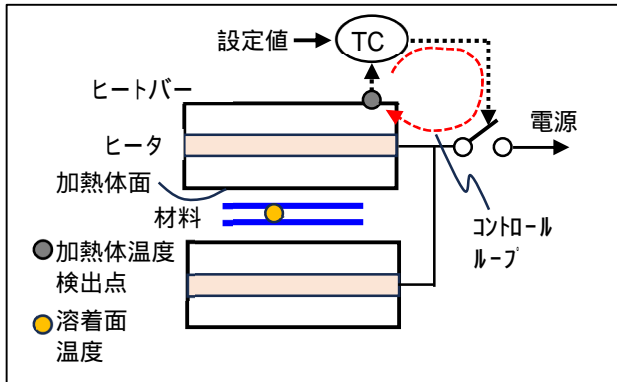 設定値
TC
ヒートバー
電源
ヒータ
加熱体面
材料
コントロール
ループ
加熱体温度
検出点
溶着面
温度